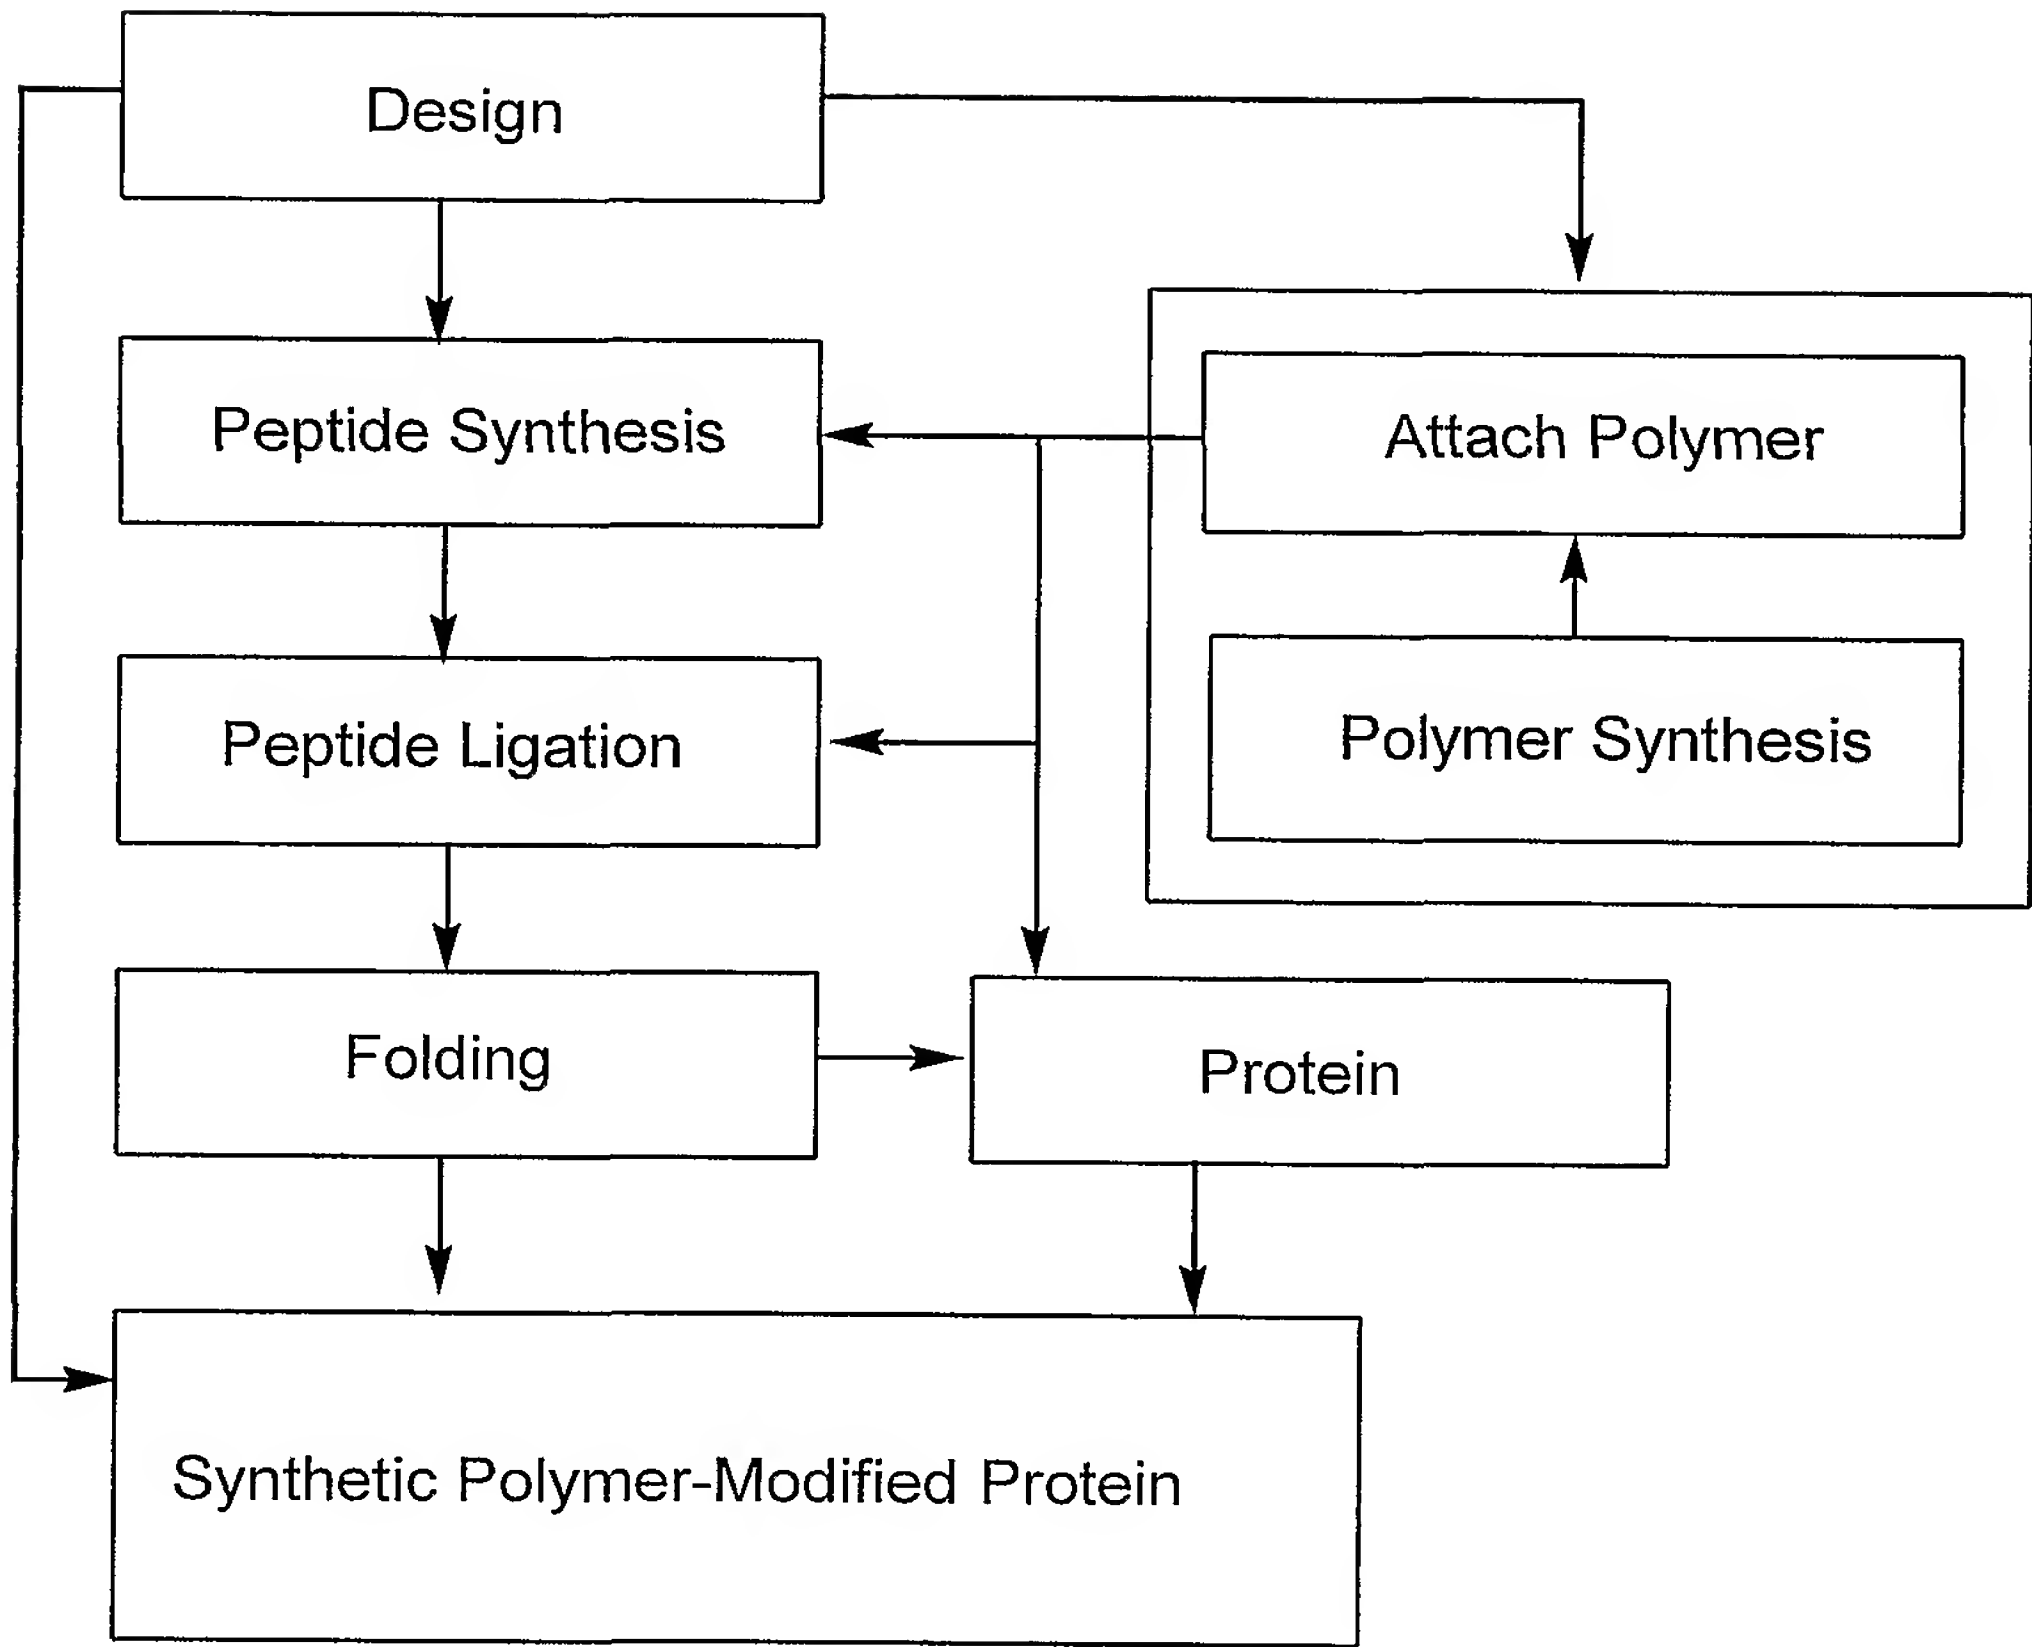 Design
Peptide Synthesis
Attach Polymer
Peptide Ligation
Polymer Synthesis
Folding
Protein
Synthetic Polymer-Modified Protein